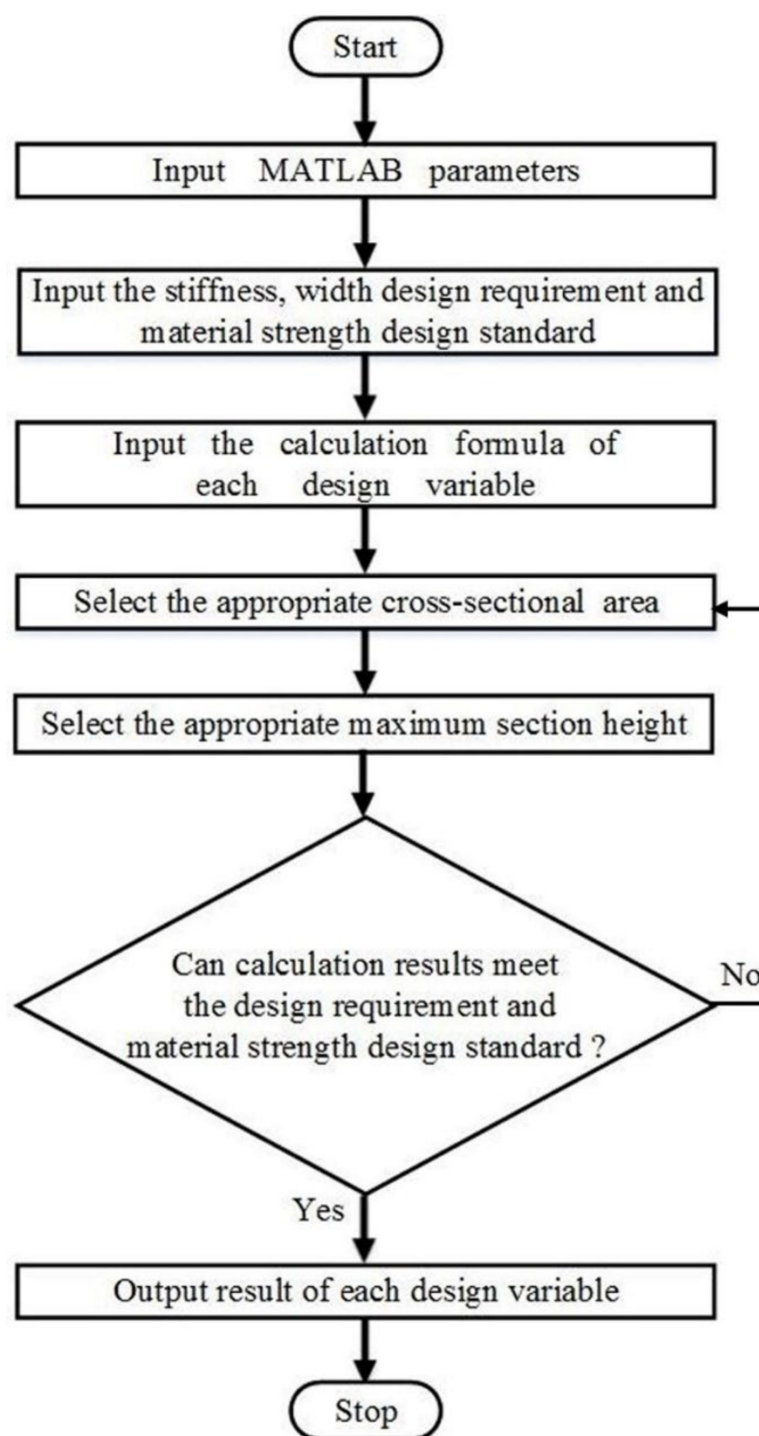 Start
Input MATLAB parameters
Input the stiffness, width design requirement and
material strength design standard
Input the calculation formula of
each design variable
Select the appropriate cross-sectional area
Select the appropriate maximum section height
Can calculation results meet
the design requirement and
material strength design standard ?
No
Yes
Output result of each design variable
Stop